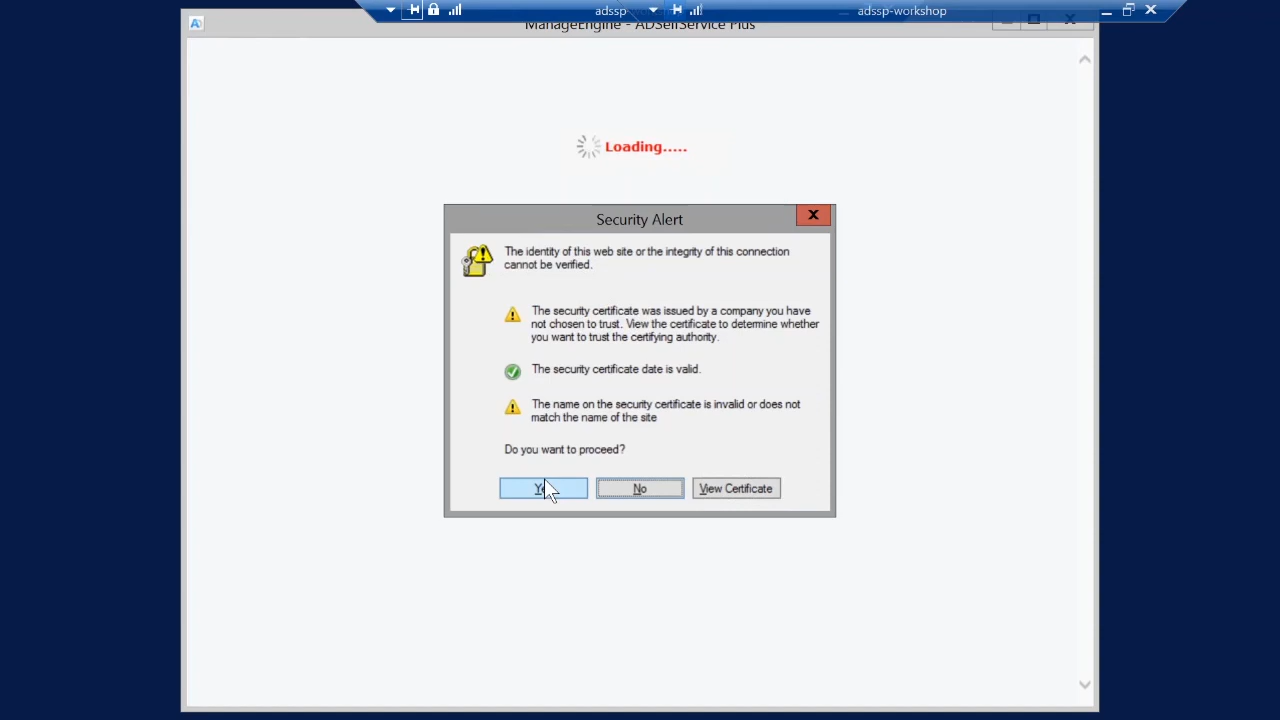 adssp
adssp-workshop
ManageEngine - ADSelfService Plus
Loading.....
Security Alert
The identity of this web site or the integrity of this connection
cannot be verified.
The security certificate was issued by a company you have
not chosen to trust. View the certificate to determine whether
you want to trust the certifying authority.
The security certificate date is valid.
The name on the security certificate is invalid or does not
match the name of the site
Do you want to proceed?
Yes
No
View Certificate